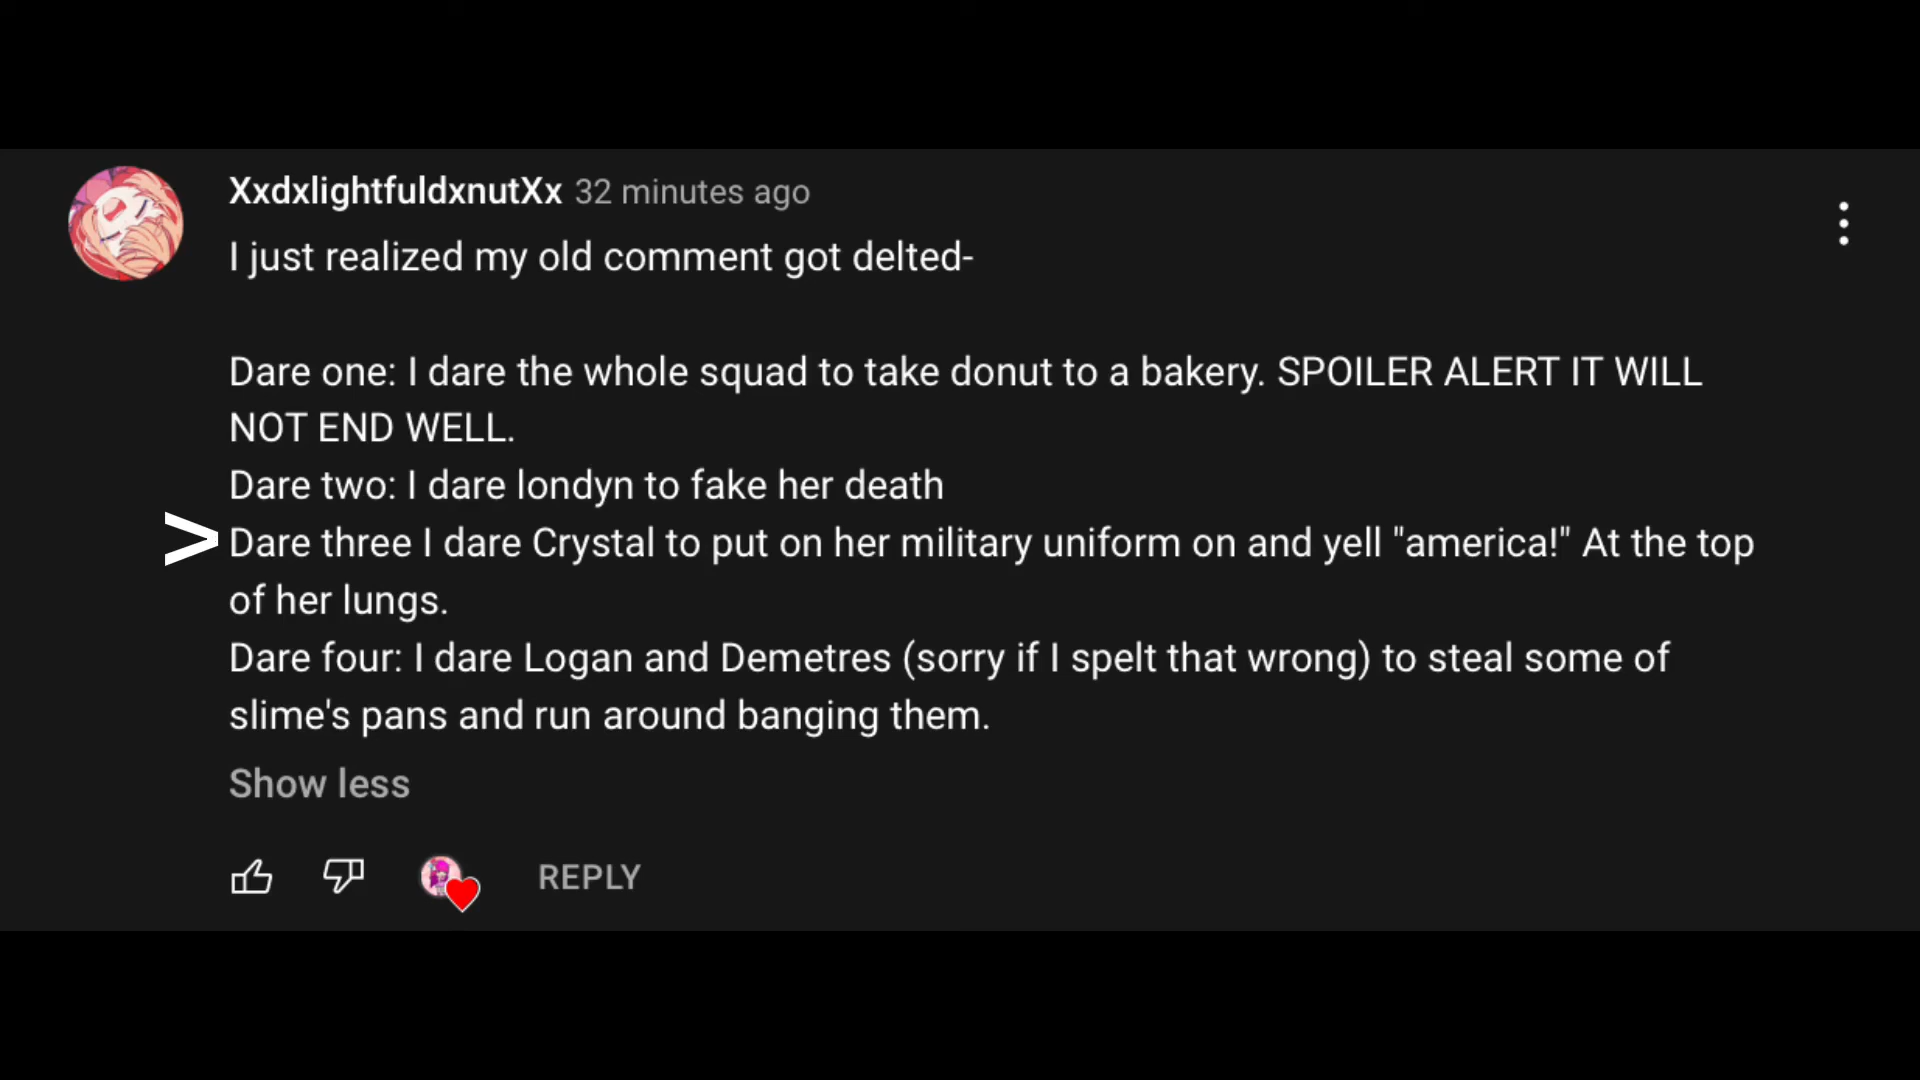 XxdxlightfuldxnutXx 32 minutes ago
I just realized my old comment got delted-
Dare one: I dare the whole squad to take donut to a bakery. SPOILER ALERT IT WILL
NOT END WELL.
Dare two: I dare londyn to fake her death
> Dare three I dare Crystal to put on her military uniform on and yell "america!" At the top
of her lungs.
Dare four: I dare Logan and Demetres (sorry if I spelt that wrong) to steal some of
slime's pans and run around banging them.
Show less
REPLY